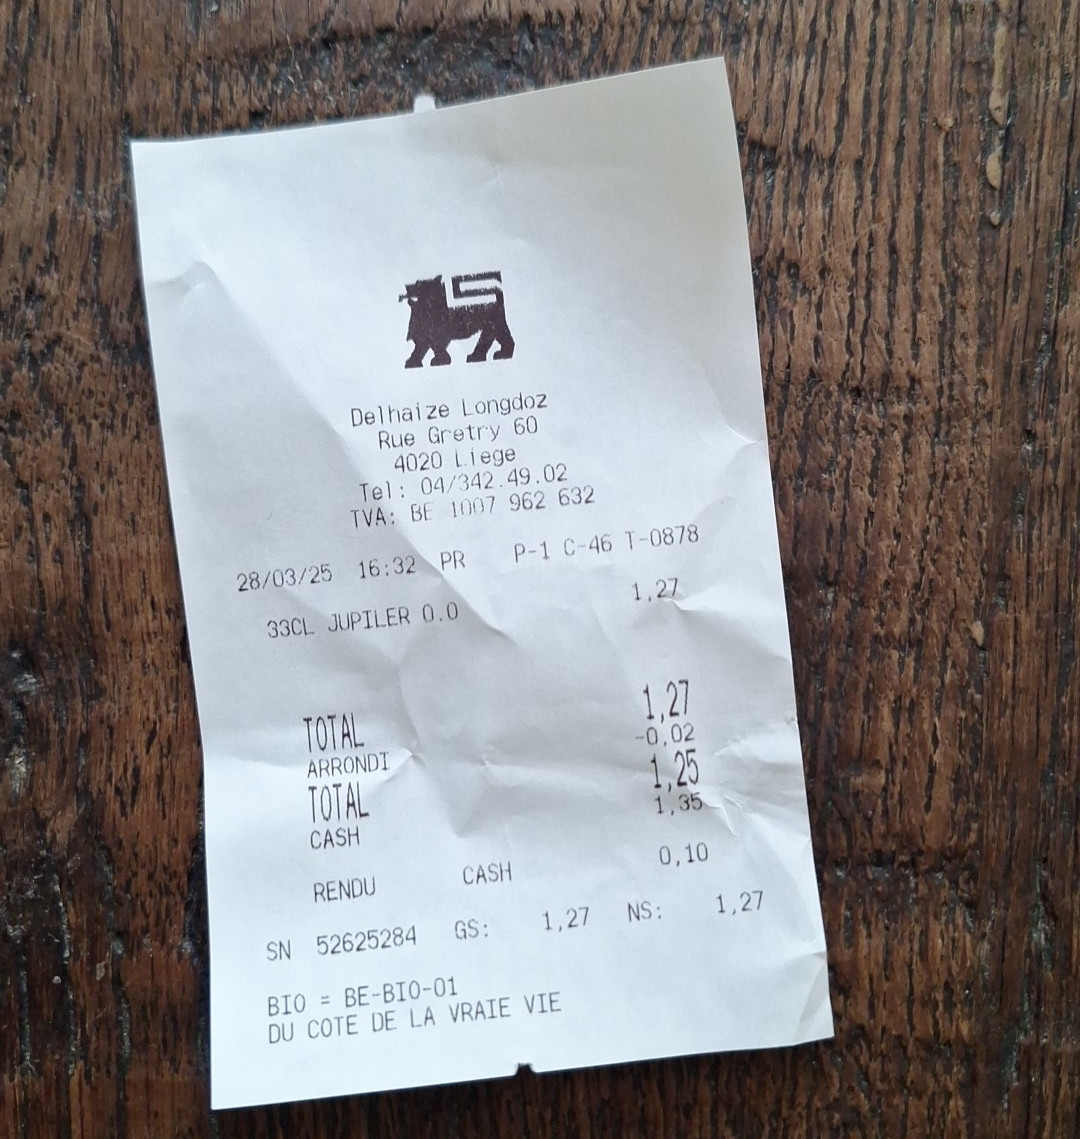 Delhaize Longdoz
Rue Gretry 60
4020 Liege
Tel: 04/342.49.02
TVA: BE 1007 962 632
28/03/25 16:32 PR P-1 C-46 T-0878
33CL JUPILER 0.0 1,27
TOTAL 1,27
ARRONDI -0,02
TOTAL 1,25
CASH 1,35
RENDU CASH 0,10
SN 52625284 GS: 1,27 NS: 1,27
BIO = BE-BIO-01
DU COTE DE LA VRAIE VIE